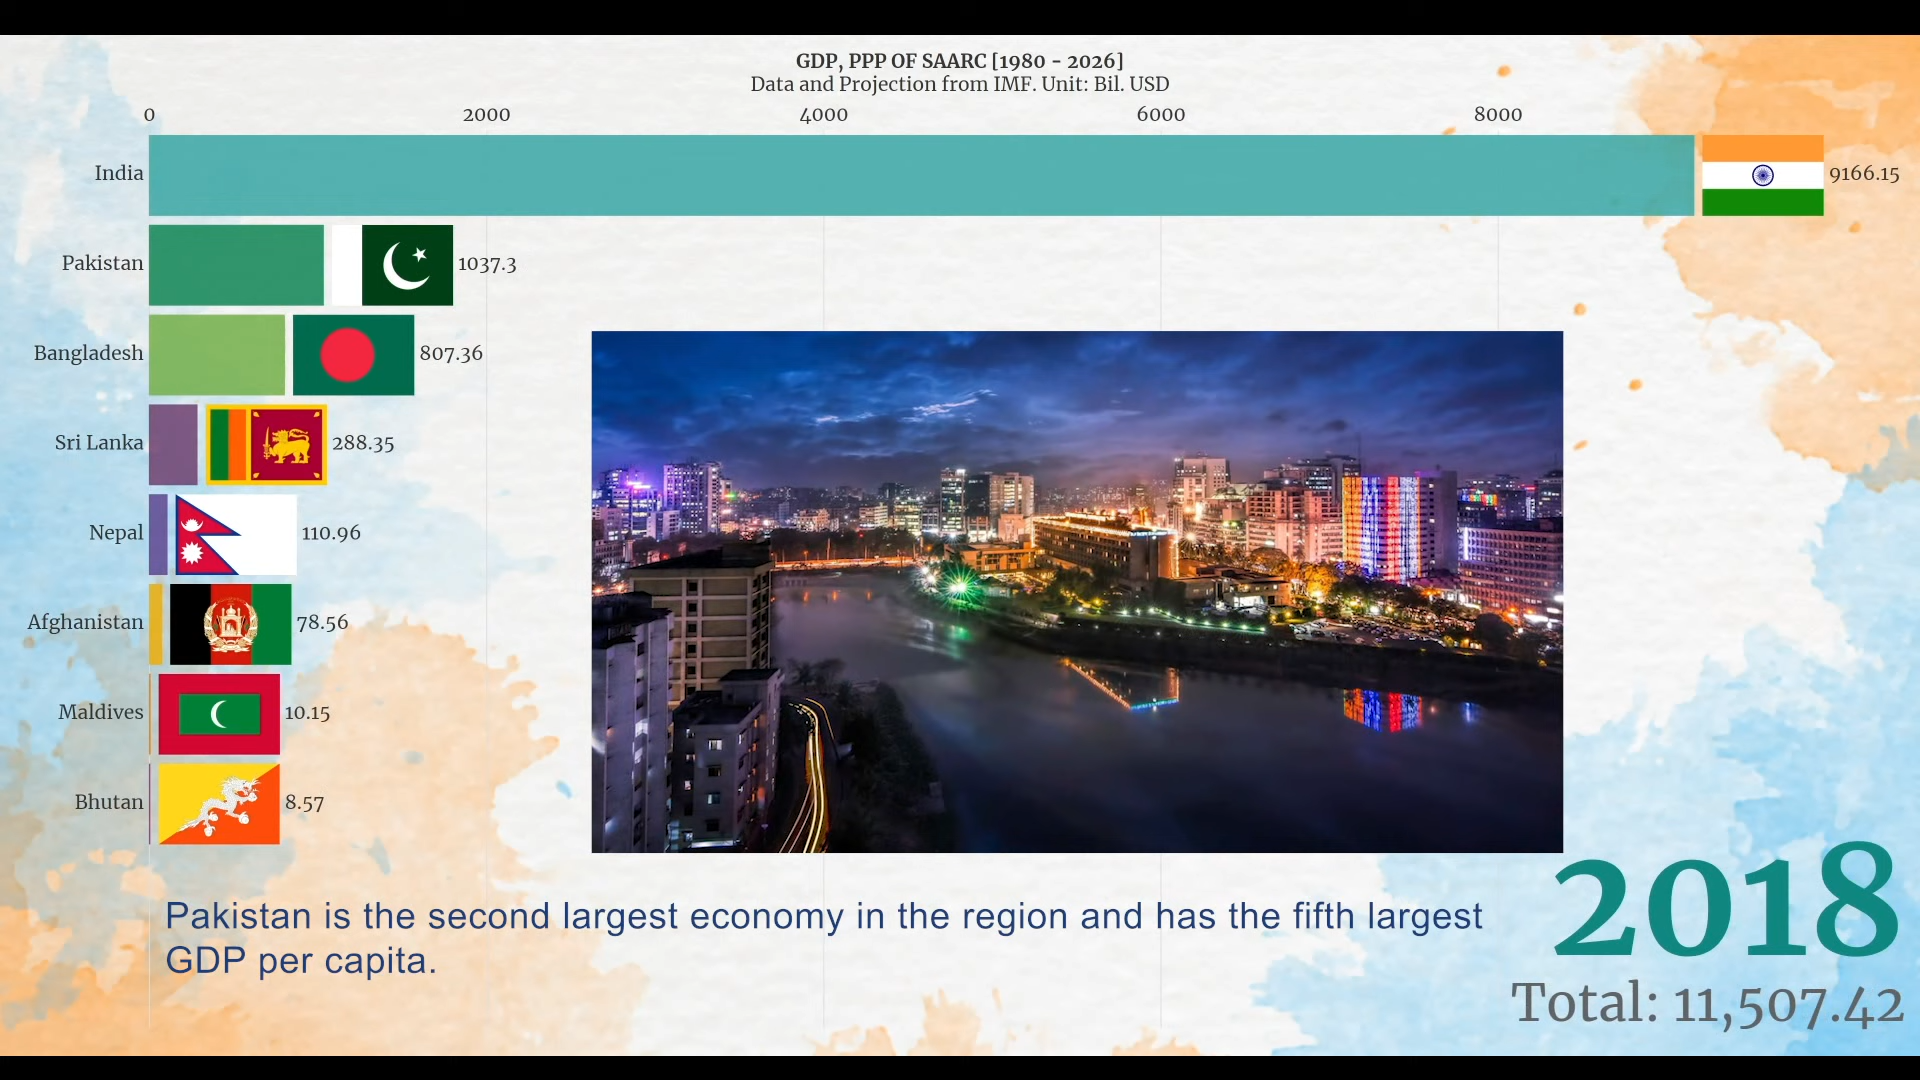 GDP, PPP OF SAARC [1980 - 2026]
Data and Projection from IMF. Unit: Bil. USD
0 2000 4000 6000 8000
India 9166.15
Pakistan 1037.3
Bangladesh 807.36
Sri Lanka 288.35
Nepal 110.96
Afghanistan 78.56
Maldives 10.15
Bhutan 8.57
Pakistan is the second largest economy in the region and has the fifth largest
GDP per capita.
2018
Total: 11,507.42